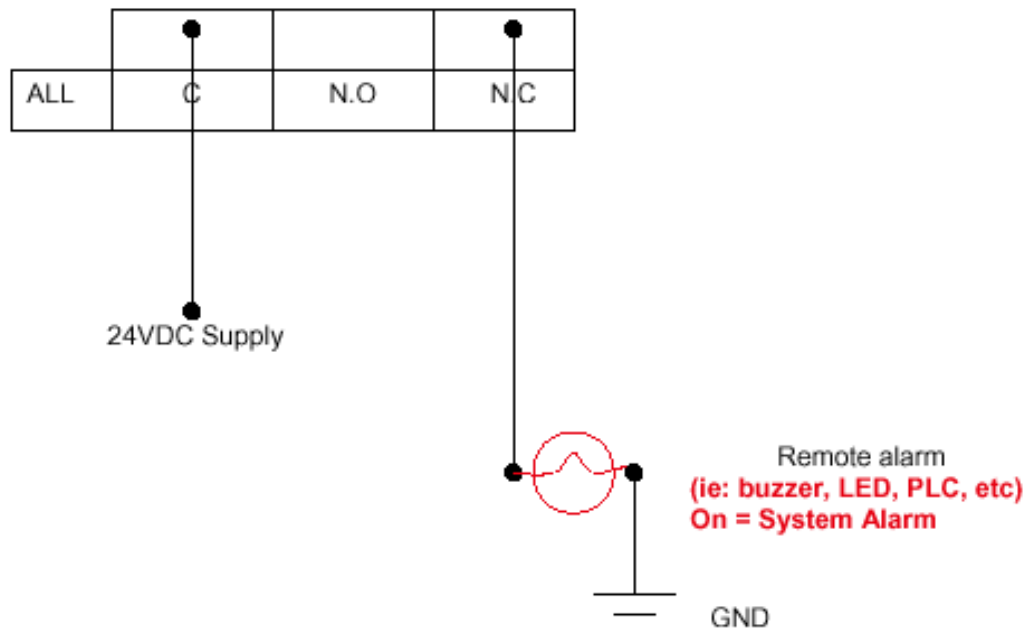 ALL C N.O N.C
24VDC Supply
Remote alarm
(ie: buzzer, LED, PLC, etc)
On = System Alarm
GND